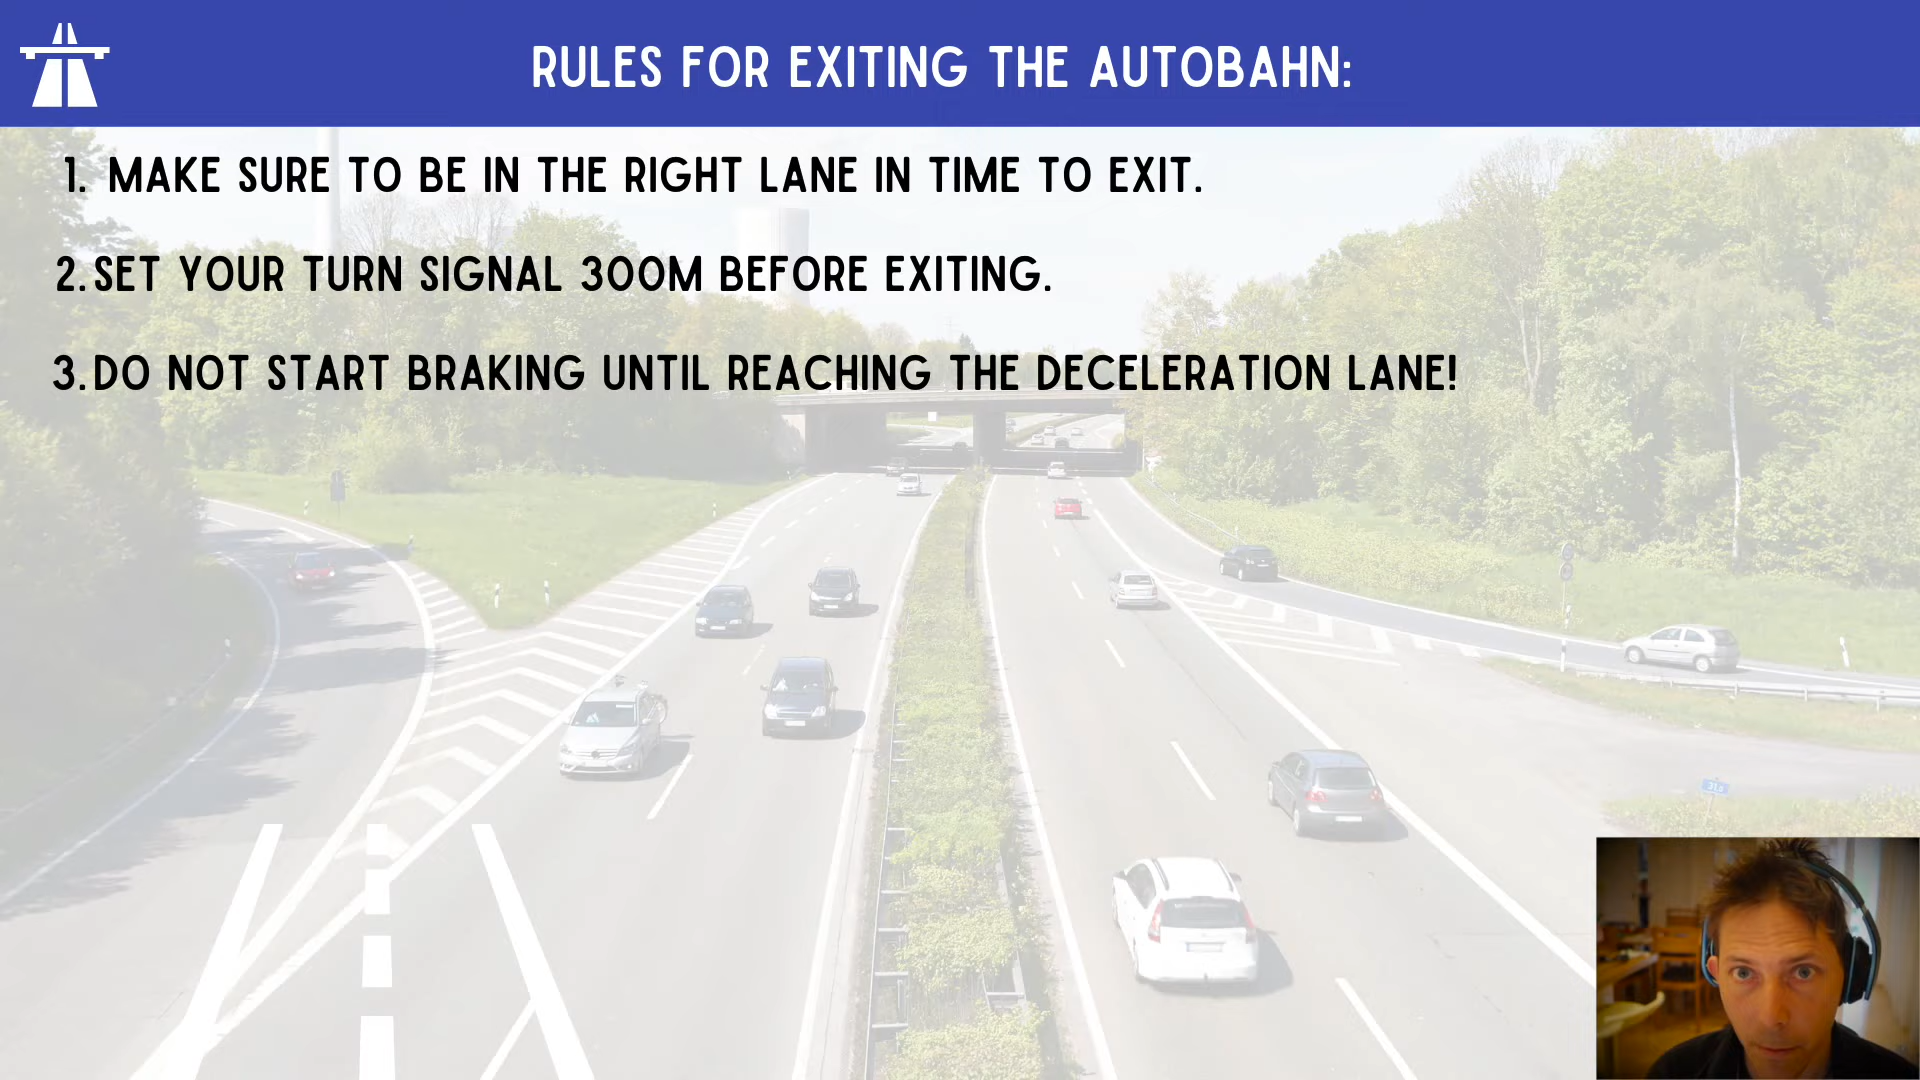 RULES FOR EXITING THE AUTOBAHN:
1. MAKE SURE TO BE IN THE RIGHT LANE IN TIME TO EXIT.
2. SET YOUR TURN SIGNAL 300M BEFORE EXITING.
3. DO NOT START BRAKING UNTIL REACHING THE DECELERATION LANE!